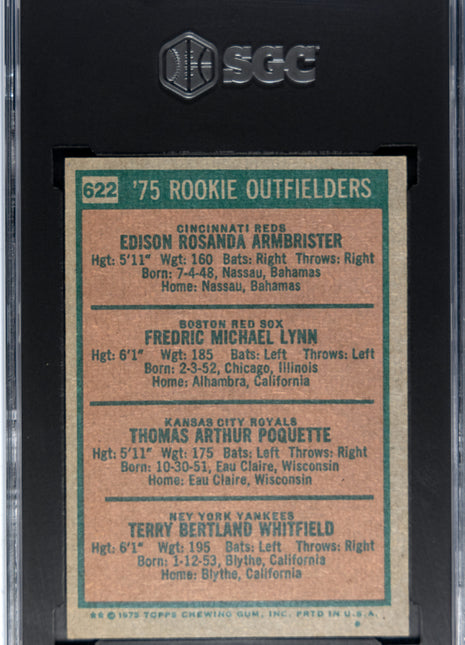 SGC
622 '75 ROOKIE OUTFIELDERS
CINCINNATI REDS
EDISON ROSANDA ARMBRISTER
Hgt: 5'11" Wgt: 160 Bats: Right Throws: Right
Born: 7-4-48, Nassau, Bahamas
Home: Nassau, Bahamas
BOSTON RED SOX
FREDRIC MICHAEL LYNN
Hgt: 6'1" Wgt: 185 Bats: Left Throws: Left
Born: 2-3-52, Chicago, Illinois
Home: Alhambra, California
KANSAS CITY ROYALS
THOMAS ARTHUR POQUETTE
Hgt: 5'11" Wgt: 175 Bats: Left Throws: Right
Born: 10-30-51, Eau Claire, Wisconsin
Home: Eau Claire, Wisconsin
NEW YORK YANKEES
TERRY BERTLAND WHITFIELD
Hgt: 6'1" Wgt: 195 Bats: Left Throws: Right
Born: 1-12-53, Blythe, California
Home: Blythe, California
© 1975 TOPPS CHEWING GUM, INC. PRTD IN U.S.A.